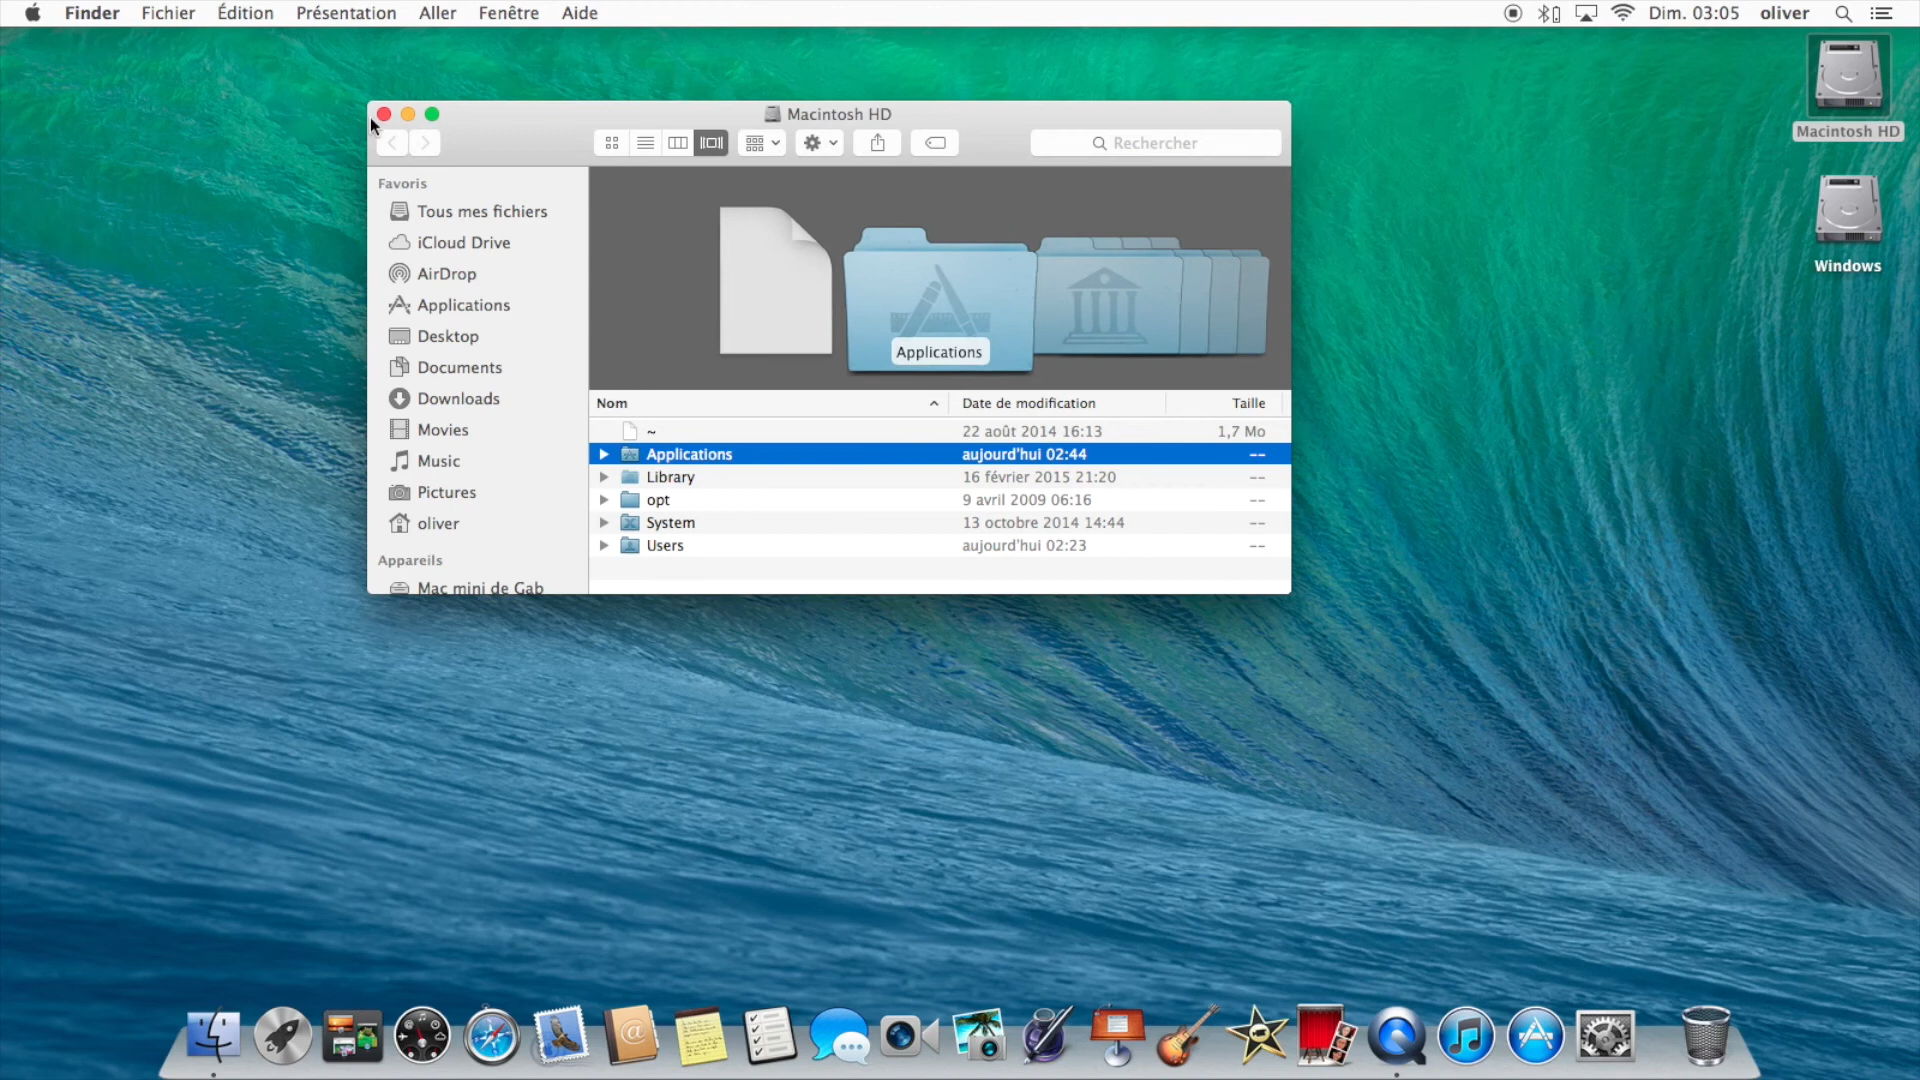 Finder Fichier Édition Présentation Aller Fenêtre Aide Dim. 03:05 oliver
Macintosh HD
Rechercher
Macintosh HD
Windows
Favoris
Tous mes fichiers
iCloud Drive
AirDrop
Applications
Desktop
Documents
Downloads
Movies
Music
Pictures
oliver
Appareils
Mac mini de Gab
Applications
Nom Date de modification Taille
~ 22 août 2014 16:13 1,7 Mo
Applications aujourd'hui 02:44 --
Library 16 février 2015 21:20 --
opt 9 avril 2009 06:16 --
System 13 octobre 2014 14:44 --
Users aujourd'hui 02:23 --